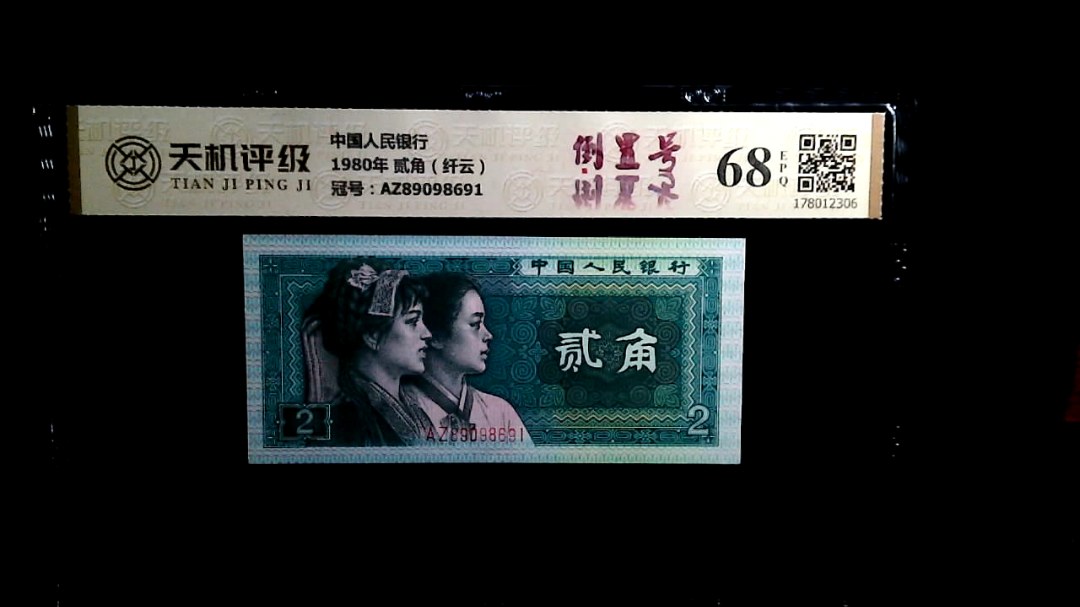 天机评级
TIAN JI PING JI
中国人民银行
1980年 贰角（纤云）
冠号：AZ89098691
倒置号
68
EPQ
178012306
中国人民银行
贰角
2
2
AZ89098691